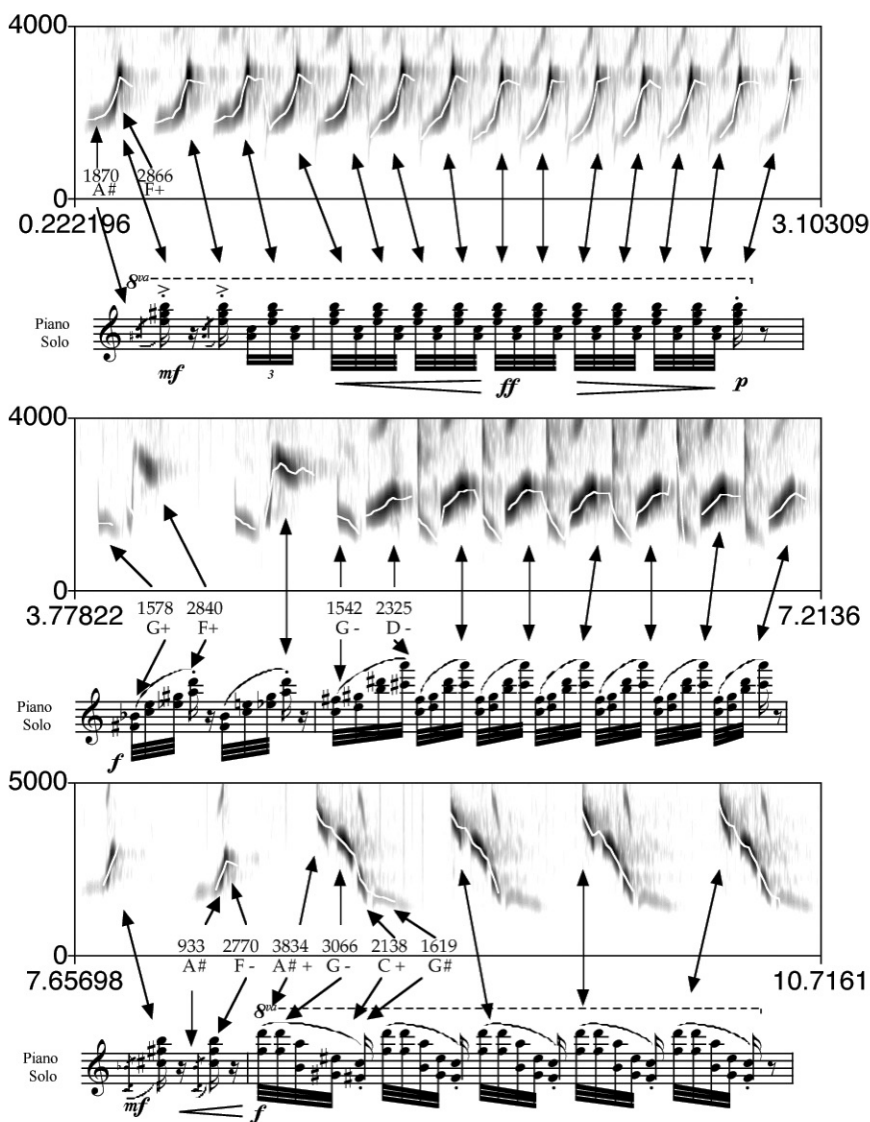 4000
1870 2866
A# F+
0
0.222196 3.10309
8va
Piano
Solo
3
mf ff p
4000
0
3.77822 7.2136
1578 2840 1542 2325
G+ F+ G - D -
Piano
Solo
f
5000
0
933 2770 3834 3066 2138 1619
A# F - A# + G - C + G#
7.65698 10.7161
8va
Piano
Solo
mf f